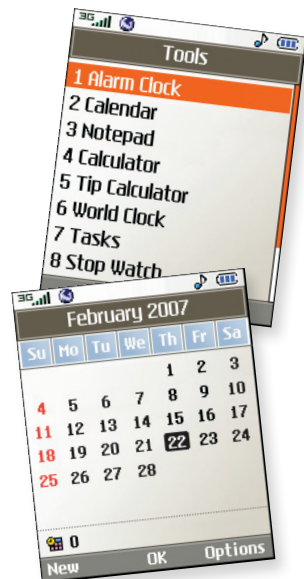 3G
Tools
1 Alarm Clock
2 Calendar
3 Notepad
4 Calculator
5 Tip Calculator
6 World Clock
7 Tasks
8 Stop Watch
3G
February 2007
Su Mo Tu We Th Fr Sa
1 2 3
4 5 6 7 8 9 10
11 12 13 14 15 16 17
18 19 20 21 22 23 24
25 26 27 28
0
New OK Options